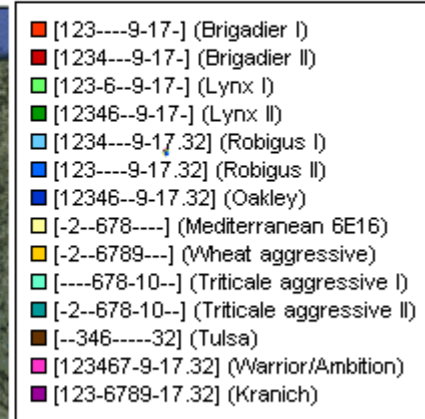 [123----9-17-] (Brigadier I)
[1234---9-17-] (Brigadier II)
[123-6--9-17-] (Lynx I)
[12346--9-17-] (Lynx II)
[1234---9-17.32] (Robigus I)
[123----9-17.32] (Robigus II)
[12346--9-17.32] (Oakley)
[-2--678----] (Mediterranean 6E16)
[-2--6789---] (Wheat aggressive)
[----678-10--] (Triticale aggressive I)
[-2--678-10--] (Triticale aggressive II)
[--346-----32] (Tulsa)
[123467-9-17.32] (Warrior/Ambition)
[123-6789-17.32] (Kranich)